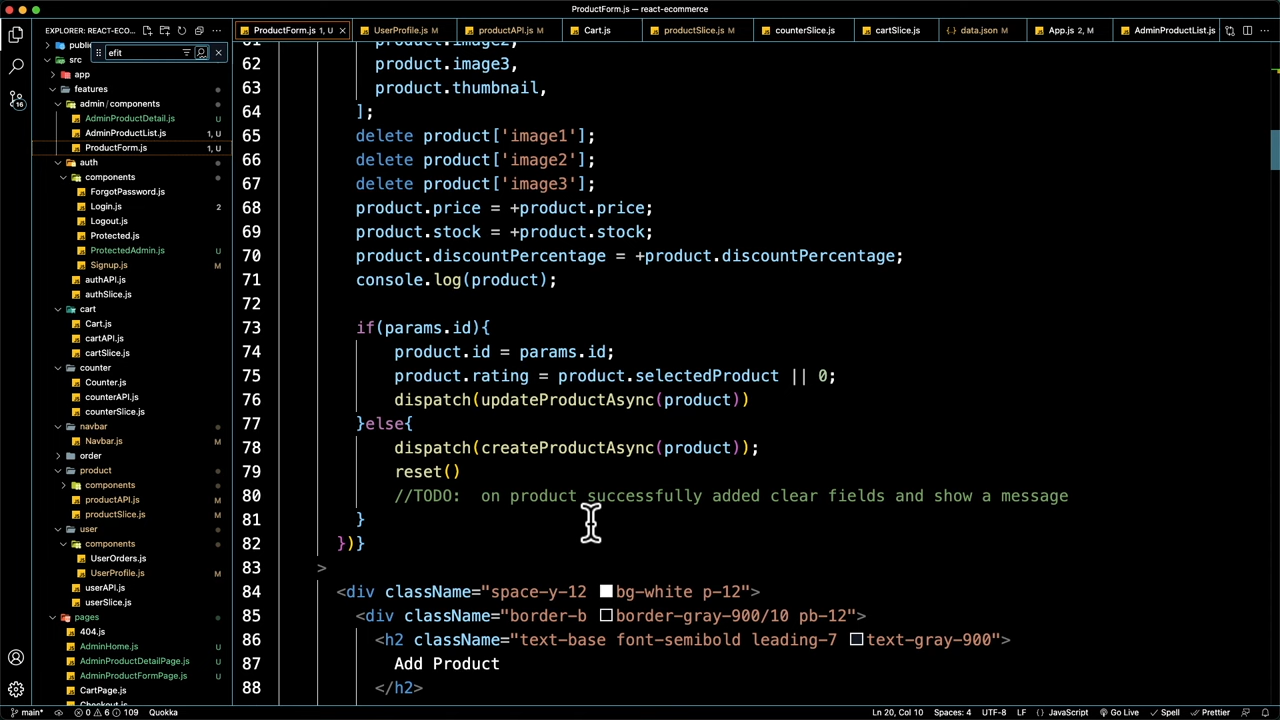 ProductForm.js — react-ecommerce
EXPLORER: REACT-ECO...
ProductForm.js 1, U
UserProfile.js M
productAPI.js M
Cart.js
productSlice.js M
counterSlice.js
cartSlice.js
data.json M
App.js 2, M
AdminProductList.js
efit
public
src
app
features
admin/components
AdminProductDetail.js U
AdminProductList.js 1, U
ProductForm.js 1, U
auth
components
ForgotPassword.js
Login.js 2
Logout.js
Protected.js
ProtectedAdmin.js U
Signup.js M
authAPI.js
authSlice.js
cart
Cart.js
cartAPI.js
cartSlice.js
counter
Counter.js
counterAPI.js
counterSlice.js
navbar
Navbar.js M
order
product
components
productAPI.js M
productSlice.js M
user
components
UserOrders.js
UserProfile.js M
userAPI.js
userSlice.js
pages
404.js
AdminHome.js U
AdminProductDetailPage.js U
AdminProductFormPage.js U
CartPage.js
Checkout.js
16
61 product.image2,
62 product.image3,
63 product.thumbnail,
64 ];
65 delete product['image1'];
66 delete product['image2'];
67 delete product['image3'];
68 product.price = +product.price;
69 product.stock = +product.stock;
70 product.discountPercentage = +product.discountPercentage;
71 console.log(product);
72
73 if(params.id){
74 product.id = params.id;
75 product.rating = product.selectedProduct || 0;
76 dispatch(updateProductAsync(product))
77 }else{
78 dispatch(createProductAsync(product));
79 reset()
80 //TODO:  on product successfully added clear fields and show a message
81 }
82 })}
83 >
84 <div className="space-y-12 bg-white p-12">
85 <div className="border-b border-gray-900/10 pb-12">
86 <h2 className="text-base font-semibold leading-7 text-gray-900">
87 Add Product
88 </h2>
main* 0 6 109 Quokka Ln 20, Col 10 Spaces: 4 UTF-8 LF {} JavaScript Go Live Spell Prettier